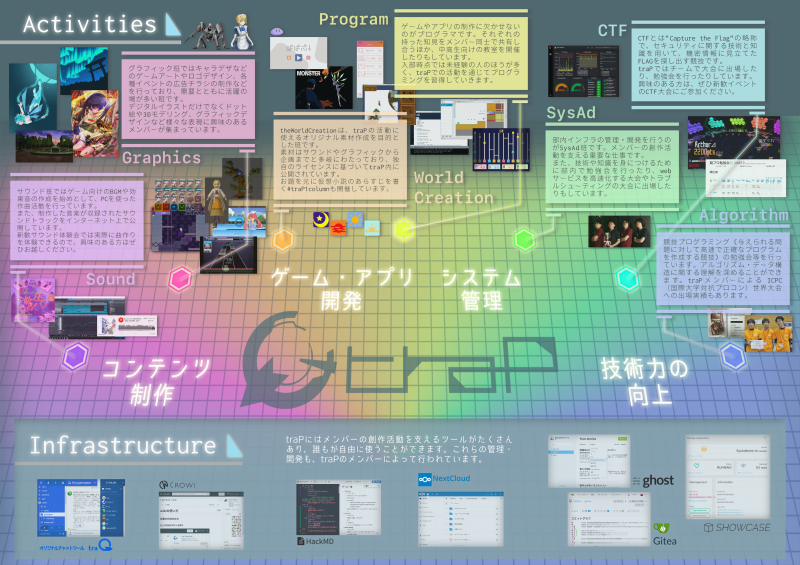 Activities
グラフィック班ではキャラデザなど
のゲームアートやロゴデザイン、各
種イベントの広告チラシの制作など
を行っており、需要とともに活躍の
場が多い班です。
デジタルイラストだけでなくドット
絵や3Dモデリング、グラフィックデ
ザインなど様々な表現に興味のある
メンバーが集まっています。
Graphics
サウンド班ではゲーム向けのBGMや効
果音の作成を始めとして、PCを使った
作曲活動を行っています。
また、制作した音楽が収録されたサウ
ンドトラックをインターネット上で公
開しています。
新歓サウンド体験会では実際に曲作り
を体験できるので、興味のある方はぜ
ひお越しください。
Sound
コンテンツ
制作
Program
ゲームやアプリの制作に欠かせない
のがプログラマです。それぞれの
持った知見をメンバー同士で共有し合
うほか、中高生向けの教室を開催
したりもしています。
入部時点では未経験の人のほうが多
く、traPでの活動を通じてプログラ
ミングを習得していきます。
MONSTER
theWorldCreationは、traPの活動に
使えるオリジナル素材作成を目的とし
た班です。
素材はサウンドやグラフィックから
企画までと多岐にわたっており、独
自のライセンスに基づいてtraP内に
公開されています。
お題を元に仮想小説のあらすじを書
く#traPlcolumも開催しています。
World
Creation
ゲーム・アプリ
開発
CTF
CTFとは"Capture the Flag"の略称
で、セキュリティに関する技術と知
識を用いて、機密情報に見立てた
FLAGを探し出す競技です。
traPではチームで大会に出場した
り、勉強会を行ったりしています。
興味のある方は、ぜひ新歓イベント
のCTF大会にご参加ください。
SysAd
部内インフラの管理・開発を行うの
がSysAd班です。メンバーの創作活
動を支える重要な仕事です。
また、技術や知識を身につけるため
に部内で勉強会を行ったり、web
サービスを高速化する大会やトラブ
ルシューティングの大会に出場した
りもしています。
システム
管理
Algorithm
競技プログラミング（与えられる問題
に対して高速で正確なプログラム
を作成する競技）の勉強会等を行っ
ています。アルゴリズム・データ構
造に関する理解を深めることができ
ます。traPメンバーによる ICPC
（国際大学対抗プロコン）世界大会
への出場実績もあります。
技術力の
向上
traP
Infrastructure
traPにはメンバーの創作活動を支えるツールがたくさん
あり、誰もが自由に使うことができます。これらの管理・
開発も、traPのメンバーによって行われています。
オリジナルチャットツール traQ
CROWI
HackMD
NextCloud
ghost
Gitea
SHOWCASE